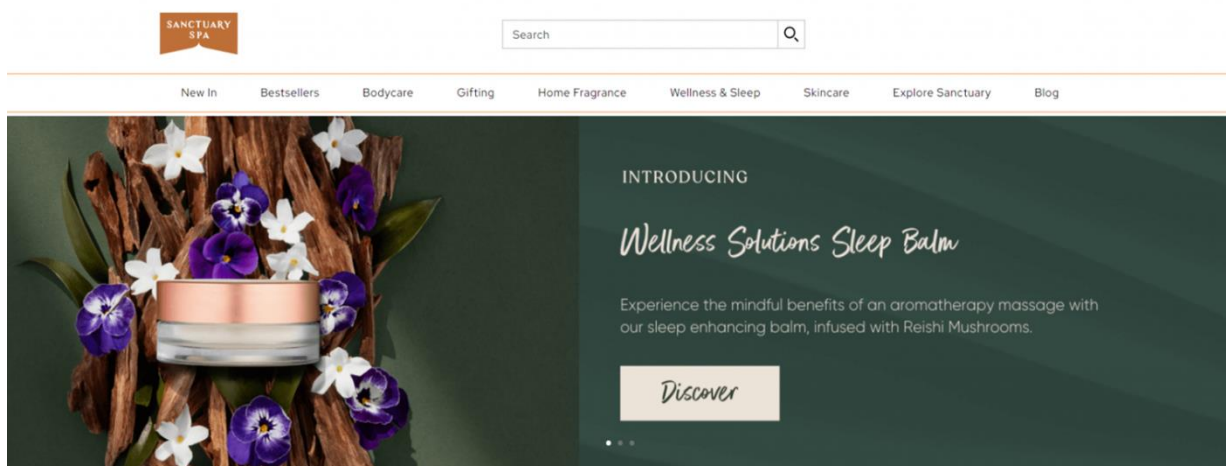 SANCTUARY
SPA
Search
New In Bestsellers Bodycare Gifting Home Fragrance Wellness & Sleep Skincare Explore Sanctuary Blog
INTRODUCING
Wellness Solutions Sleep Balm
Experience the mindful benefits of an aromatherapy massage with
our sleep enhancing balm, infused with Reishi Mushrooms.
Discover